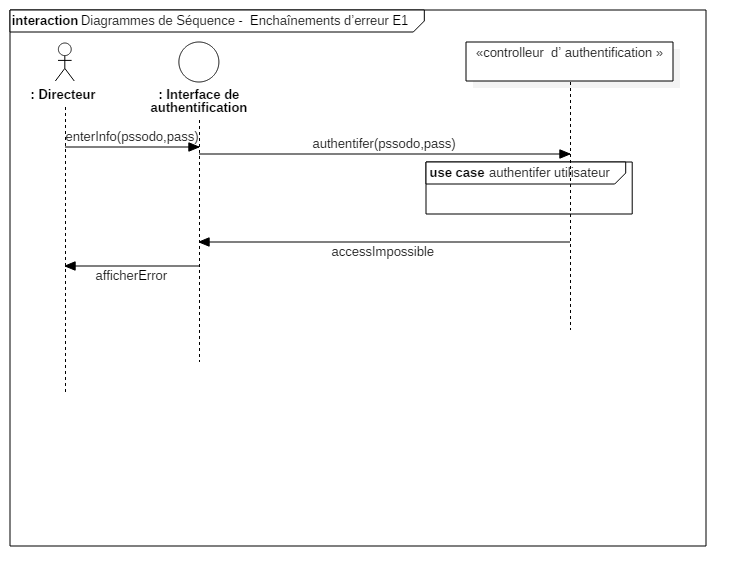 interaction Diagrammes de Séquence - Enchaînements d'erreur E1
: Directeur
: Interface de
authentification
«controlleur d' authentification »
enterInfo(pssodo,pass)
authentifer(pssodo,pass)
use case authentifer utilisateur
accessImpossible
afficherError